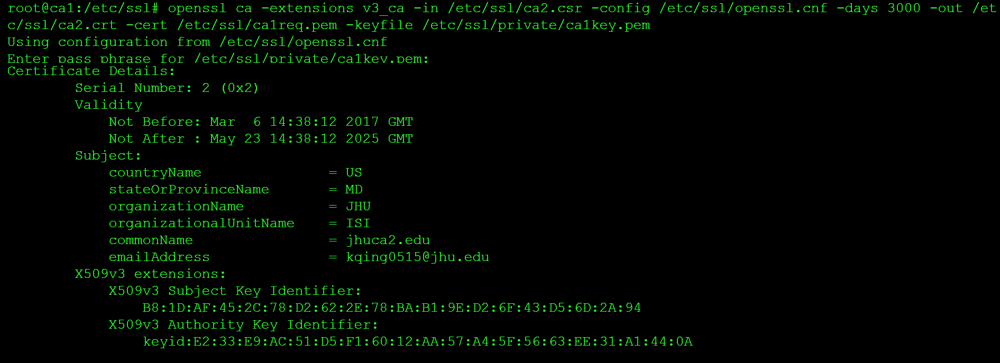 root@ca1:/etc/ssl# openssl ca -extensions v3_ca -in /etc/ssl/ca2.csr -config /etc/ssl/openssl.cnf -days 3000 -out /et
c/ssl/ca2.crt -cert /etc/ssl/ca1req.pem -keyfile /etc/ssl/private/ca1key.pem
Using configuration from /etc/ssl/openssl.cnf
Enter pass phrase for /etc/ssl/private/ca1key.pem:
Certificate Details:
        Serial Number: 2 (0x2)
        Validity
            Not Before: Mar  6 14:38:12 2017 GMT
            Not After : May 23 14:38:12 2025 GMT
        Subject:
            countryName               = US
            stateOrProvinceName       = MD
            organizationName          = JHU
            organizationalUnitName    = ISI
            commonName                = jhuca2.edu
            emailAddress              = kqing0515@jhu.edu
        X509v3 extensions:
            X509v3 Subject Key Identifier:
                B8:1D:AF:45:2C:78:D2:62:2E:78:BA:B1:9E:D2:6F:43:D5:6D:2A:94
            X509v3 Authority Key Identifier:
                keyid:E2:33:E9:AC:51:D5:F1:60:12:AA:57:A4:5F:56:63:EE:31:A1:44:0A